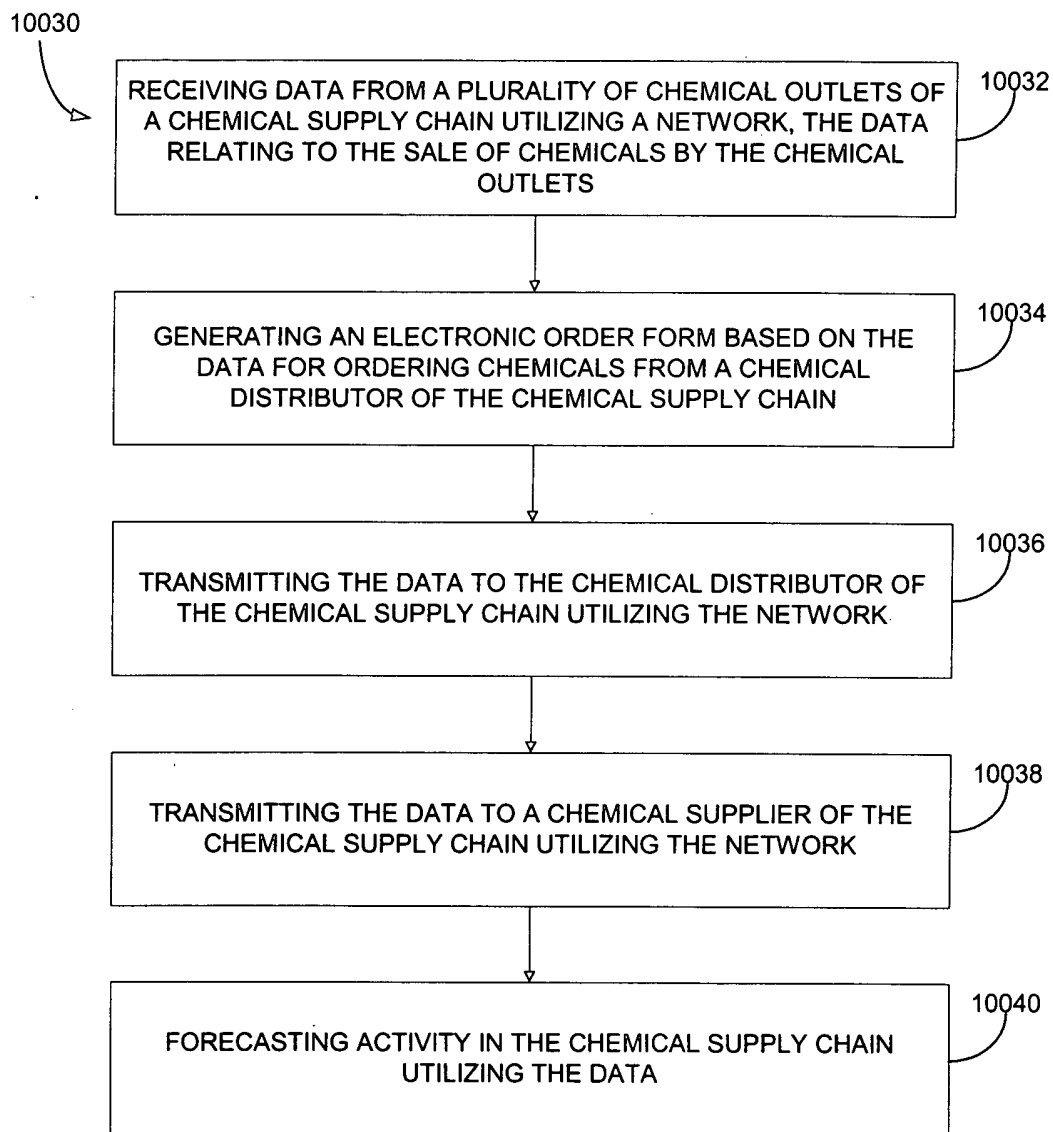 10030
RECEIVING DATA FROM A PLURALITY OF CHEMICAL OUTLETS OF
A CHEMICAL SUPPLY CHAIN UTILIZING A NETWORK, THE DATA
RELATING TO THE SALE OF CHEMICALS BY THE CHEMICAL
OUTLETS
10032
GENERATING AN ELECTRONIC ORDER FORM BASED ON THE
DATA FOR ORDERING CHEMICALS FROM A CHEMICAL
DISTRIBUTOR OF THE CHEMICAL SUPPLY CHAIN
10034
TRANSMITTING THE DATA TO THE CHEMICAL DISTRIBUTOR OF
THE CHEMICAL SUPPLY CHAIN UTILIZING THE NETWORK
10036
TRANSMITTING THE DATA TO A CHEMICAL SUPPLIER OF THE
CHEMICAL SUPPLY CHAIN UTILIZING THE NETWORK
10038
FORECASTING ACTIVITY IN THE CHEMICAL SUPPLY CHAIN
UTILIZING THE DATA
10040